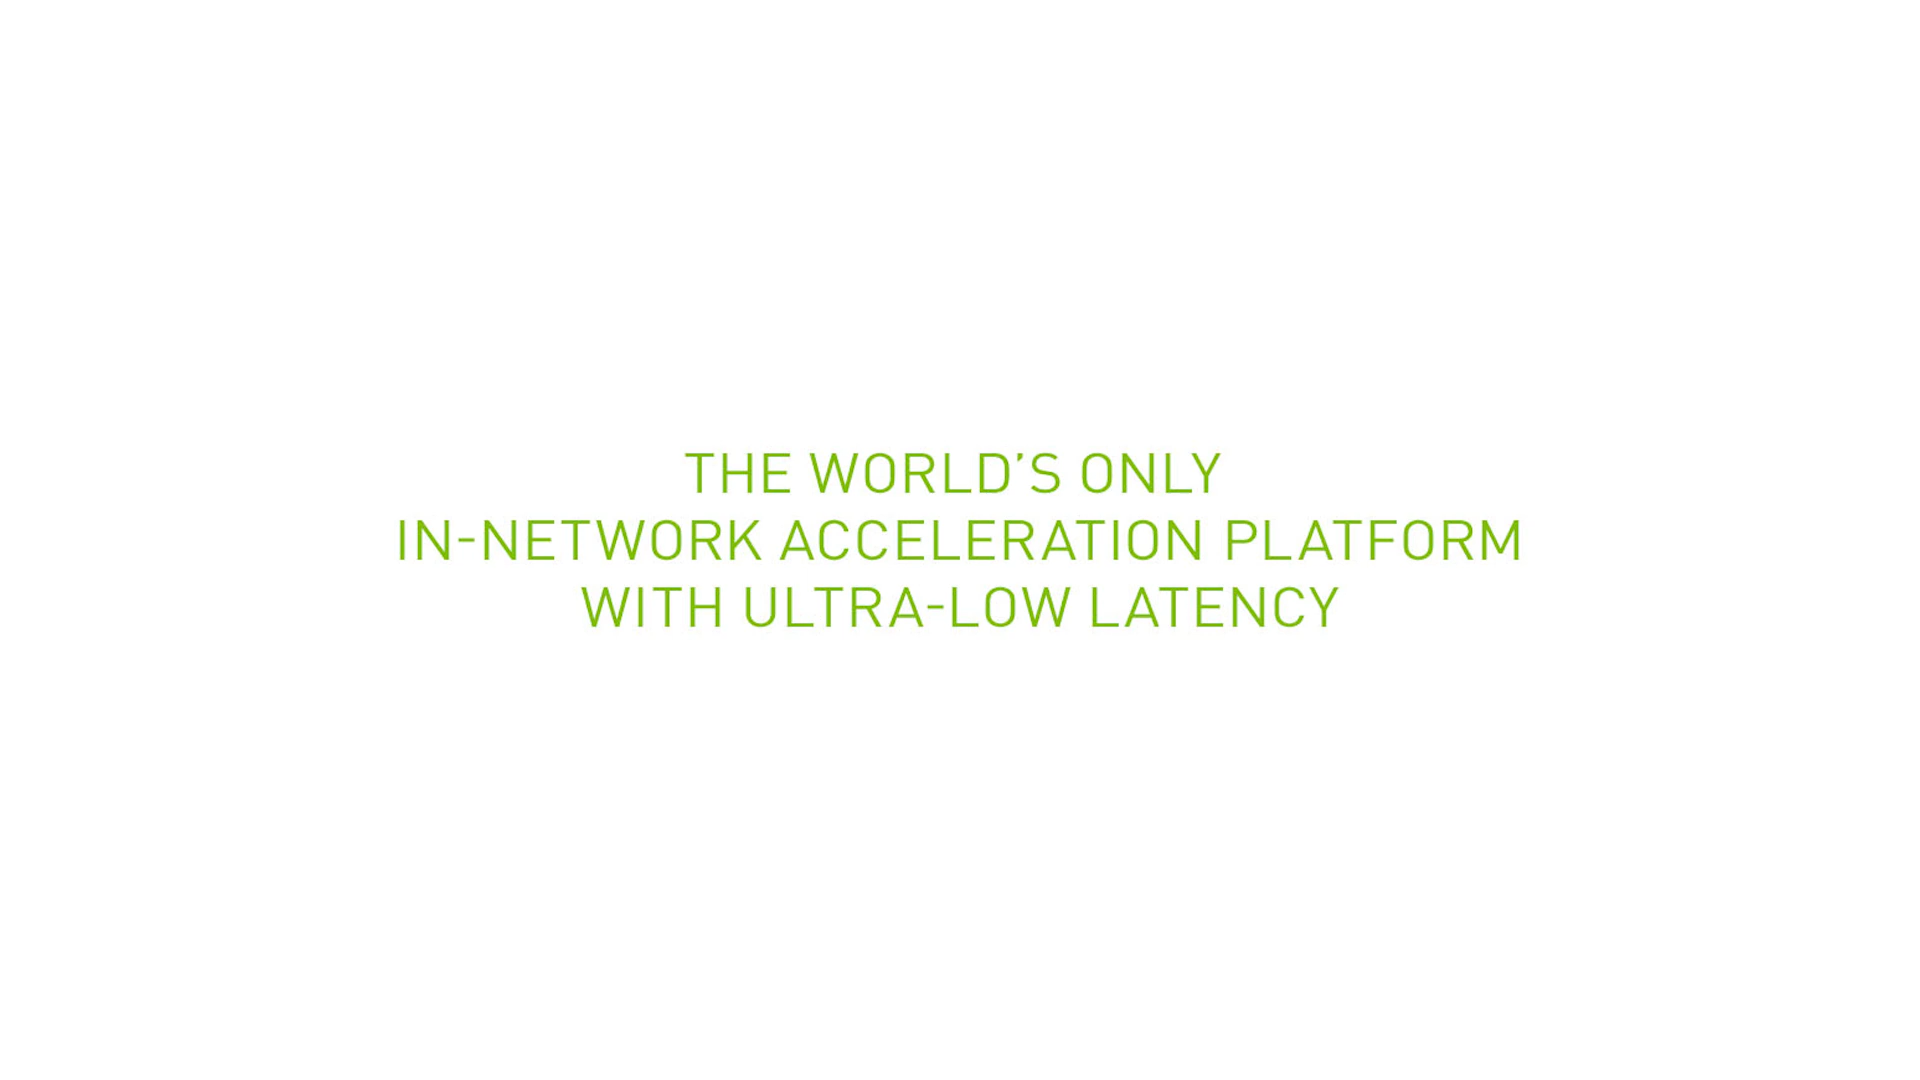 THE WORLD’S ONLY
IN-NETWORK ACCELERATION PLATFORM
WITH ULTRA-LOW LATENCY